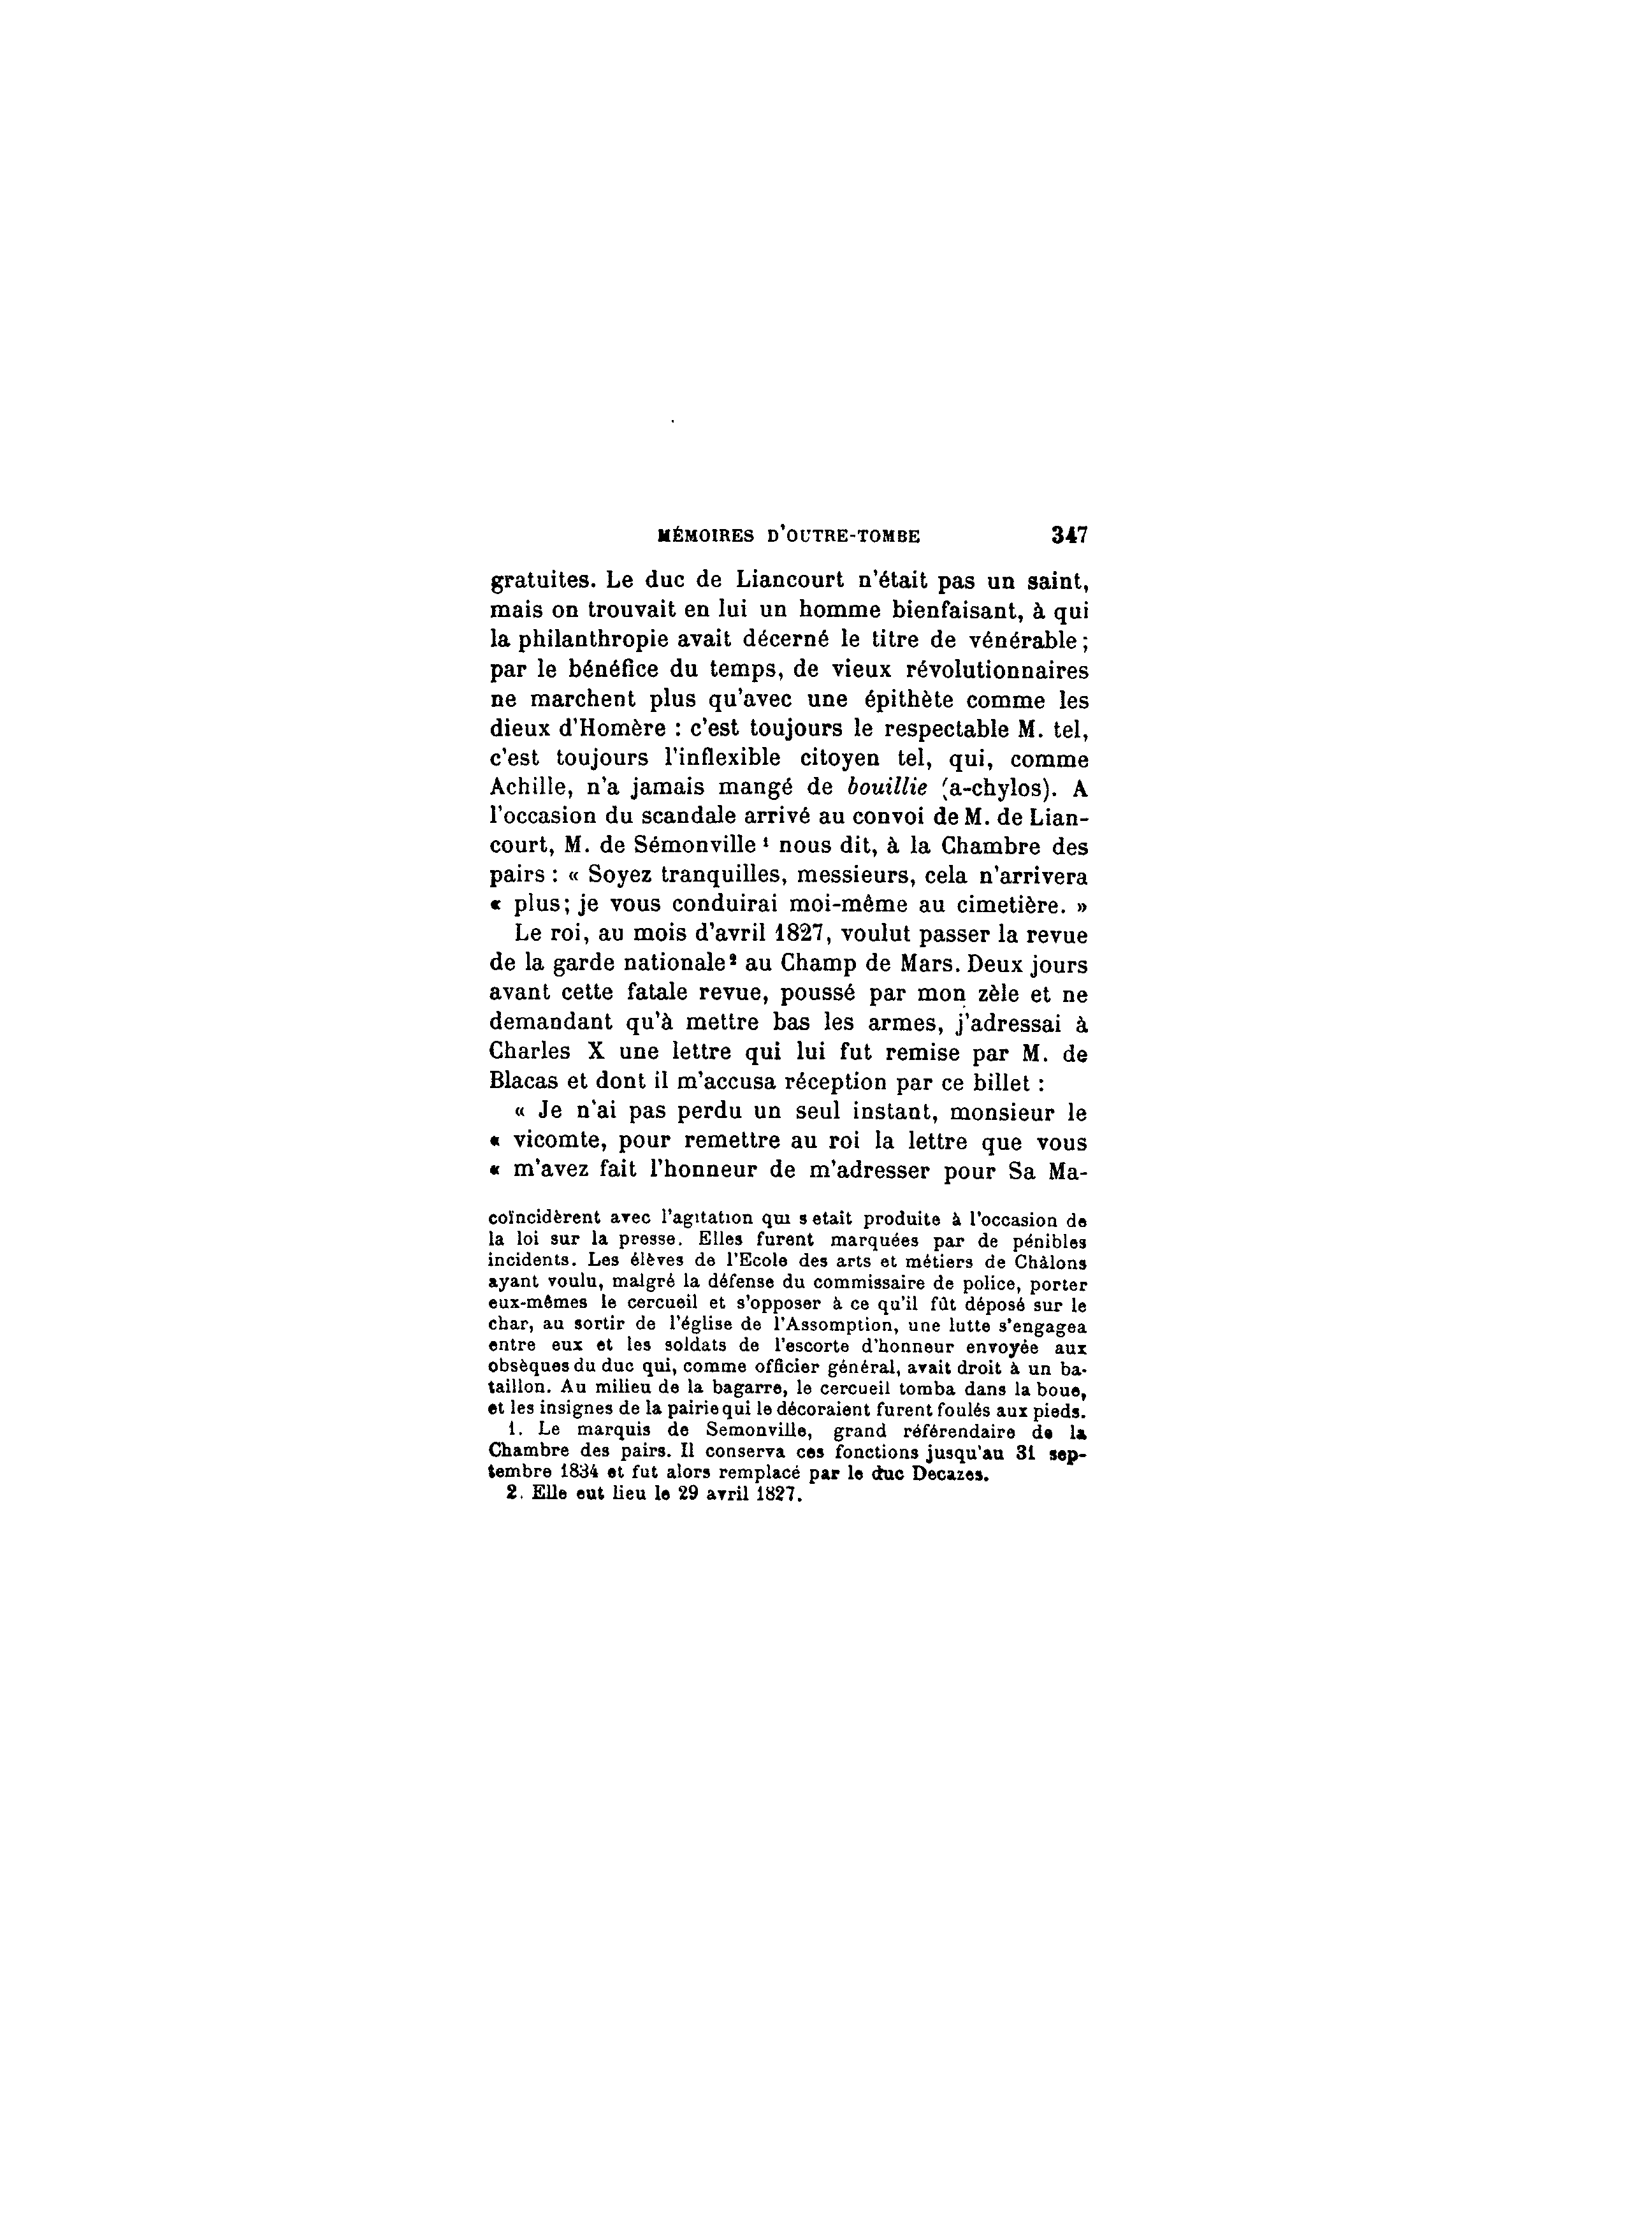 MÉMOIRES D'OUTRE-TOMBE 347
gratuites. Le duc de Liancourt n'était pas un saint,
mais on trouvait en lui un homme bienfaisant, à qui
la philanthropie avait décerné le titre de vénérable;
par le bénéfice du temps, de vieux révolutionnaires
ne marchent plus qu'avec une épithète comme les
dieux d'Homère : c'est toujours le respectable M. tel,
c'est toujours l'inflexible citoyen tel, qui, comme
Achille, n'a jamais mangé de bouillie (a-chylos). A
l'occasion du scandale arrivé au convoi de M. de Lian-
court, M. de Sémonville ¹ nous dit, à la Chambre des
pairs : « Soyez tranquilles, messieurs, cela n'arrivera
« plus; je vous conduirai moi-même au cimetière. »
Le roi, au mois d'avril 1827, voulut passer la revue
de la garde nationale² au Champ de Mars. Deux jours
avant cette fatale revue, poussé par mon zèle et ne
demandant qu'à mettre bas les armes, j'adressai à
Charles X une lettre qui lui fut remise par M. de
Blacas et dont il m'accusa réception par ce billet :
« Je n'ai pas perdu un seul instant, monsieur le
« vicomte, pour remettre au roi la lettre que vous
« m'avez fait l'honneur de m'adresser pour Sa Ma-
coïncidèrent avec l'agitation qui s etait produite à l'occasion de
la loi sur la presse. Elles furent marquées par de pénibles
incidents. Les élèves de l'Ecole des arts et métiers de Châlons
ayant voulu, malgré la défense du commissaire de police, porter
eux-mêmes le cercueil et s'opposer à ce qu'il fût déposé sur le
char, au sortir de l'église de l'Assomption, une lutte s'engagea
entre eux et les soldats de l'escorte d'honneur envoyée aux
obsèques du duc qui, comme officier général, avait droit à un ba-
taillon. Au milieu de la bagarre, le cercueil tomba dans la boue,
et les insignes de la pairie qui le décoraient furent foulés aux pieds.
1. Le marquis de Semonville, grand référendaire de la
Chambre des pairs. Il conserva ces fonctions jusqu'au 31 sep-
tembre 1834 et fut alors remplacé par le duc Decazes.
2. Elle eut lieu le 29 avril 1827.